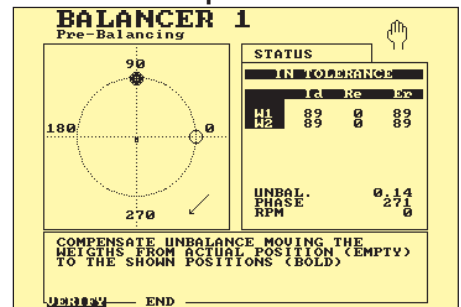 BALANCER 1
Pre-Balancing
STATUS
IN TOLERANCE
Id Re Er
W1 89 0 89
W2 89 0 89
90
180 0
270
UNBAL. 0.14
PHASE 271
RPM 0
COMPENSATE UNBALANCE MOVING THE
WEIGTHS FROM ACTUAL POSITION (EMPTY)
TO THE SHOWN POSITIONS (BOLD)
VERIFY END